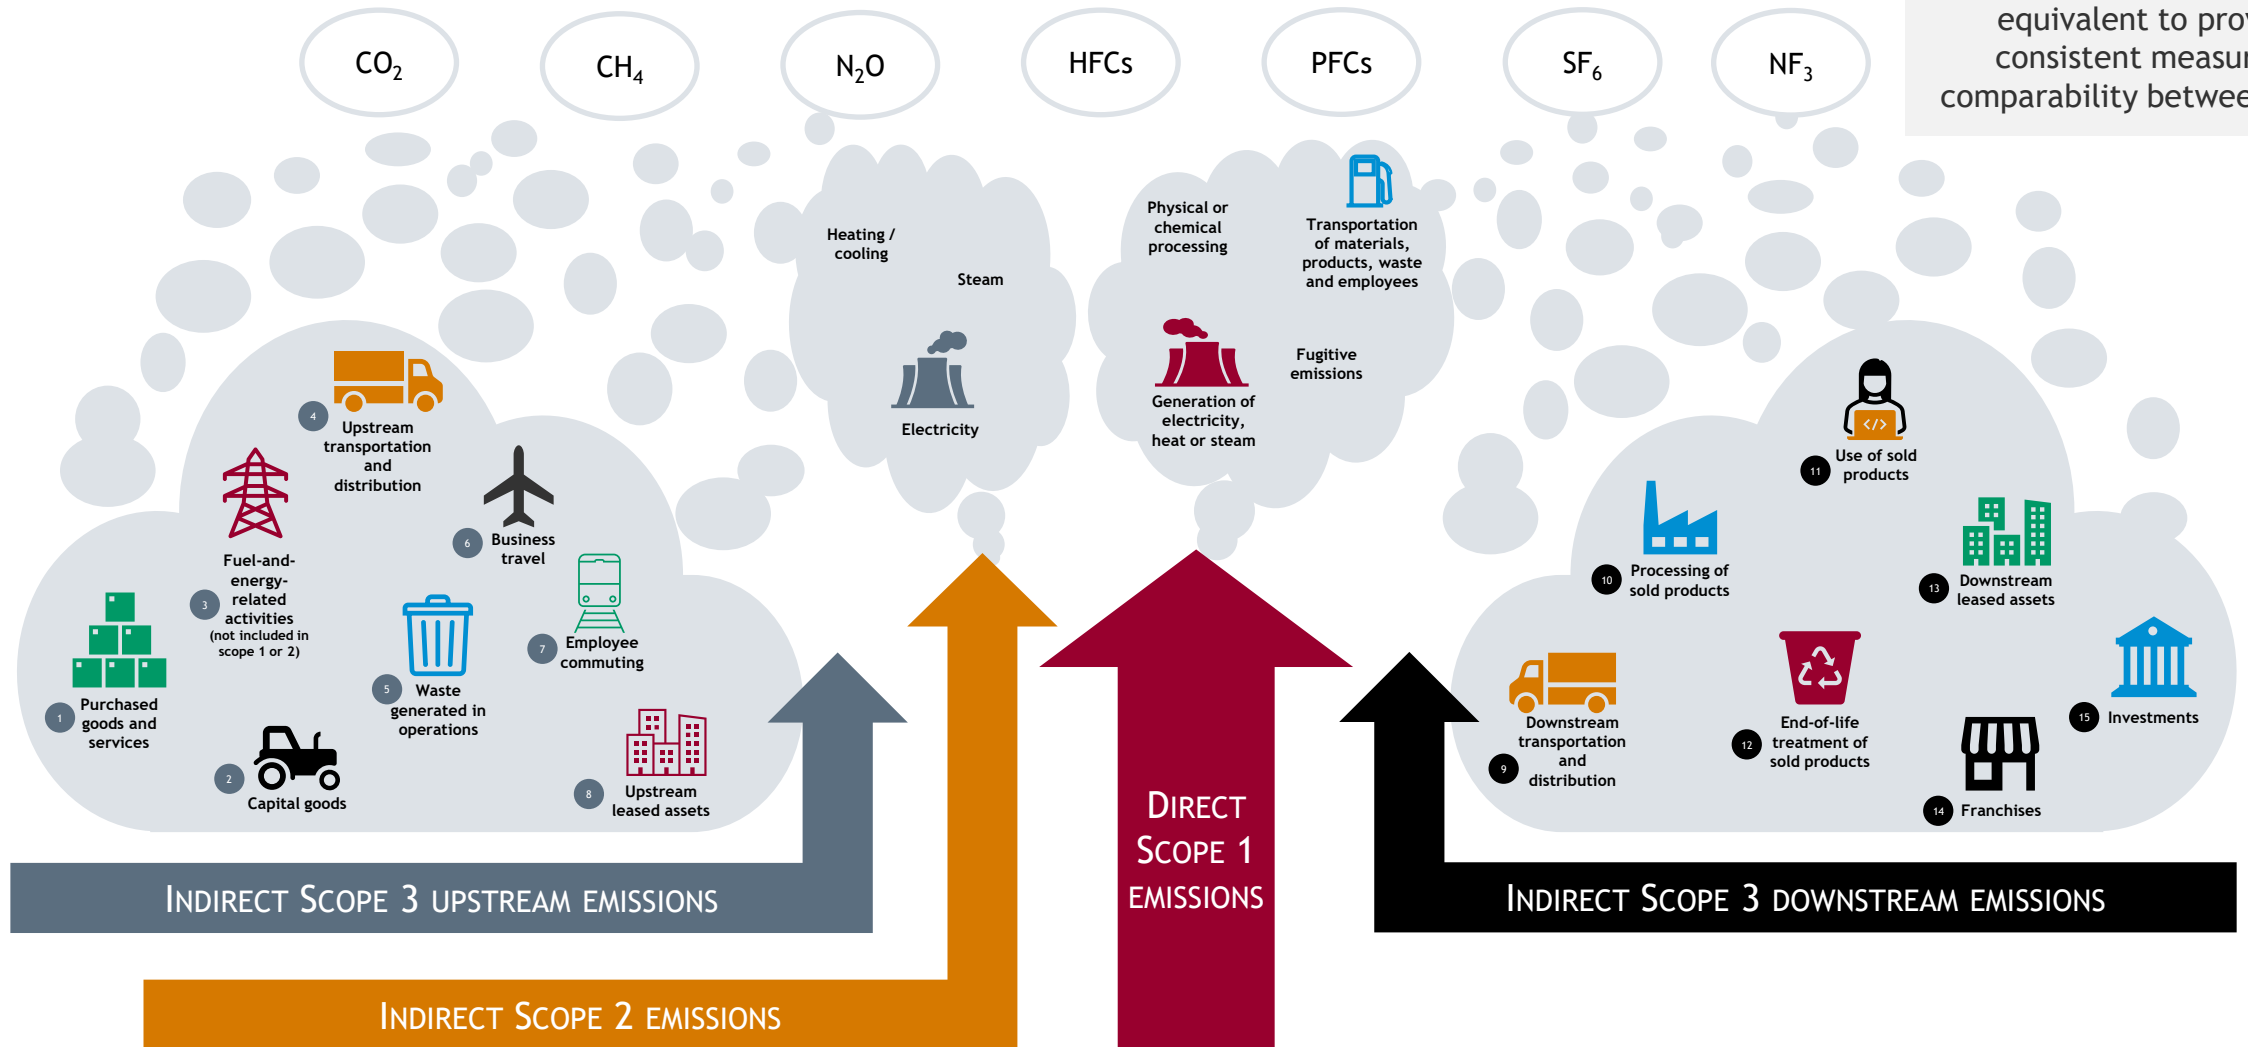 equivalent to
consistent
comparability
CO₂
CH₄
N₂O
HFCs
PFCs
SF₆
NF₃
Heating /
cooling
Steam
Electricity
Physical or
chemical
processing
Transportation
of materials,
products, waste
and employees
Generation of
electricity,
heat or steam
Fugitive
emissions
4
Upstream
transportation
and
distribution
3
Fuel-and-
energy-
related
activities
(not included in
scope 1 or 2)
6
Business
travel
1
Purchased
goods and
services
2
Capital goods
5
Waste
generated in
operations
7
Employee
commuting
8
Upstream
leased assets
11
Use of sold
products
10
Processing of
sold products
13
Downstream
leased assets
9
Downstream
transportation
and
distribution
12
End-of-life
treatment of
sold products
14
Franchises
15
Investments
INDIRECT SCOPE 3 UPSTREAM EMISSIONS
INDIRECT SCOPE 2 EMISSIONS
DIRECT
SCOPE 1
EMISSIONS
INDIRECT SCOPE 3 DOWNSTREAM EMISSIONS